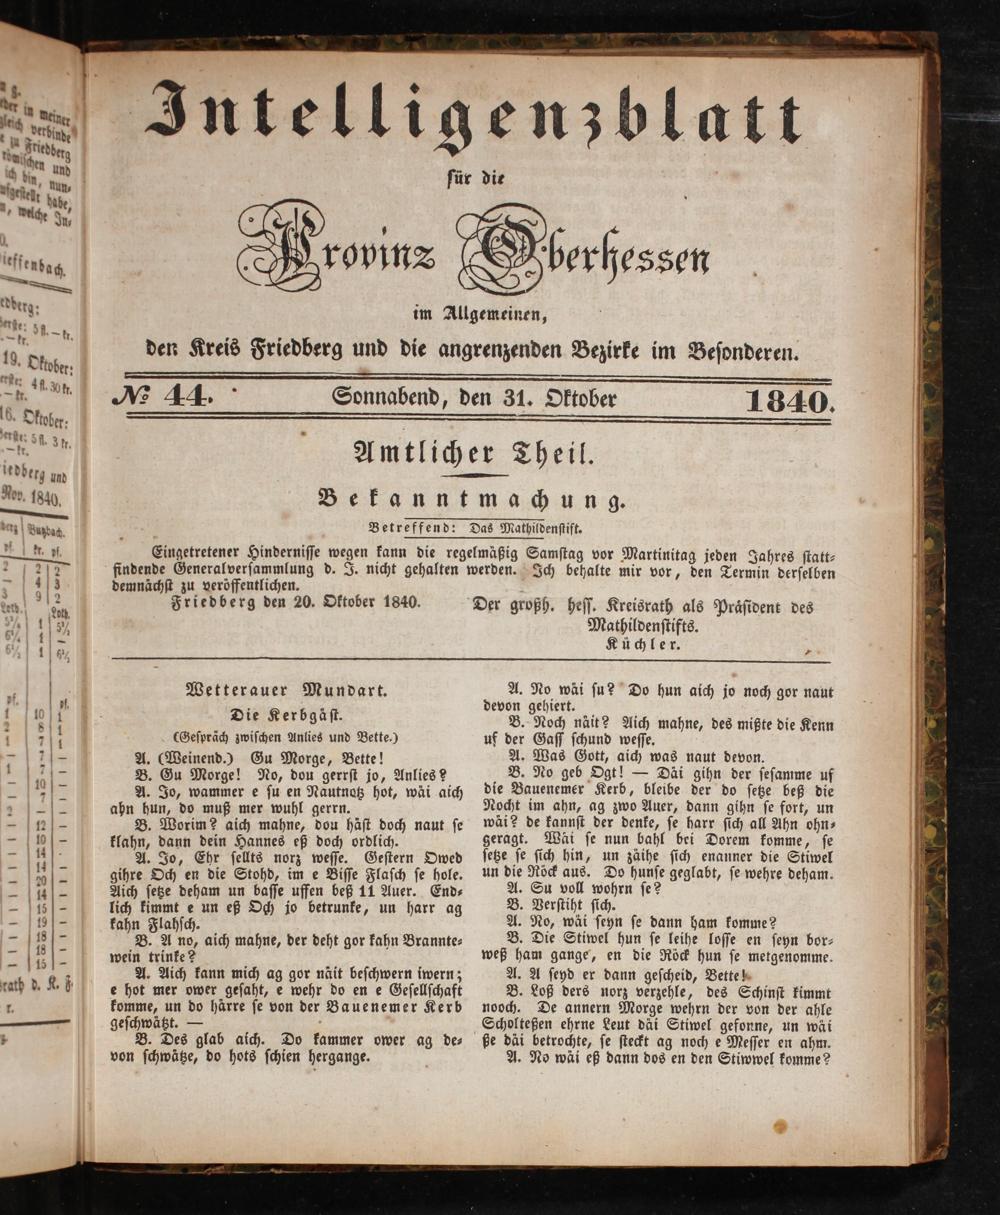 Intelligenzblatt
für die
Provinz Oberhessen
im Allgemeinen,
den Kreis Friedberg und die angrenzenden Bezirke im Besonderen.
№ 44. Sonnabend, den 31. Oktober 1840.
Amtlicher Theil.
Bekanntmachung.
Betreffend: Das Mathildenstift.
Eingetretener Hindernisse wegen kann die regelmäßig Samstag vor Martinitag jeden Jahres statt-
findende Generalversammlung d. J. nicht gehalten werden. Ich behalte mir vor, den Termin derselben
demnächst zu veröffentlichen.
Friedberg den 20. Oktober 1840. Der großh. hess. Kreisrath als Präsident des
Mathildenstifts.
Küchler.
Wetterauer Mundart.
Die Kerbgäst.
(Gespräch zwischen Anlies und Bette.)
A. (Weinend.) Gu Morge, Bette!
B. Gu Morge! No, dou gerrst jo, Anlies?
A. Jo, wammer e su en Nautnotz hot, wäi aich
ahn hun, do muß mer wuhl gerrn.
B. Worim? aich mahne, dou häst doch naut se
klahn, dann dein Hannes eß doch ordlich.
A. Jo, Ehr sellts norz wesse. Gestern Owed
gihre Och en die Stohd, im e Bisse Flasch se hole.
Aich setze deham un basse uffen beß 11 Auer. End-
lich kimmt e un eß Och jo betrunke, un harr ag
kahn Flahsch.
B. A no, aich mahne, der deht gor kahn Brannte-
wein trinke?
A. Aich kann mich ag gor näit beschwern iwern;
e hot mer ower gesaht, e wehr do en e Gesellschaft
komme, un do härre se von der Bauenemer Kerb
geschwätzt. —
B. Des glab aich. Do kammer ower ag de-
von schwätze, do hots schien hergange.
A. No wäi su? Do hun aich jo noch gor naut
devon gehiert.
B. Noch näit? Aich mahne, des mißte die Kenn
uf der Gass schund wesse.
A. Was Gott, aich was naut devon.
B. No geb Ogt! — Däi gihn der sesamme uf
die Bauenemer Kerb, bleibe der do setze beß die
Nocht im ahn, ag zwo Auer, dann gihn se fort, un
wäi? de kannst der denke, se harr sich all Ahn ohn-
geragt. Wäi se nun bahl bei Dorem komme, se
setze se sich hin, un zäihe sich enanner die Stiwel
un die Röck aus. Do hunse geglabt, se wehre deham.
A. Su voll wohrn se?
B. Verstiht sich.
A. No, wäi seyn se dann ham komme?
B. Die Stiwel hun se leihe losse en seyn bor-
weß ham gange, en die Röck hun se metgenomme.
A. A seyd er dann gescheid, Bette!
B. Loß ders norz verzehle, des Schinst kimmt
nooch. De annern Morge wehrn der von der ahle
Scholteßen ehrne Leut däi Stiwel gefonne, un wäi
ße däi betrochte, se steckt ag noch e Messer en ahm.
A. No wäi eß dann dos en den Stiwwel komme?